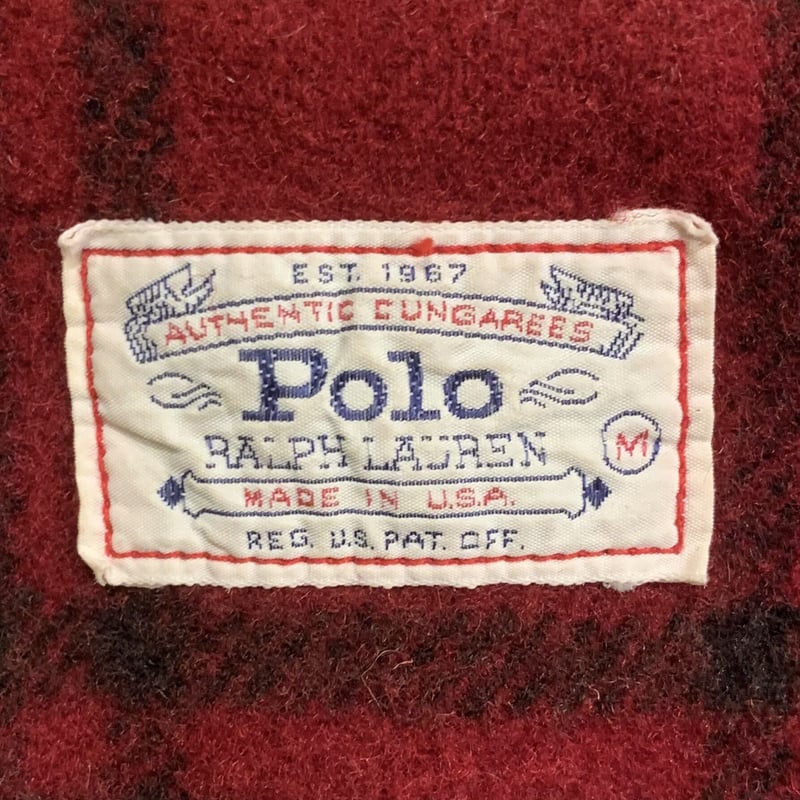 EST. 1967
AUTHENTIC DUNGAREES
Polo
RALPH LAUREN
M
MADE IN U.S.A.
REG. U.S. PAT. OFF.